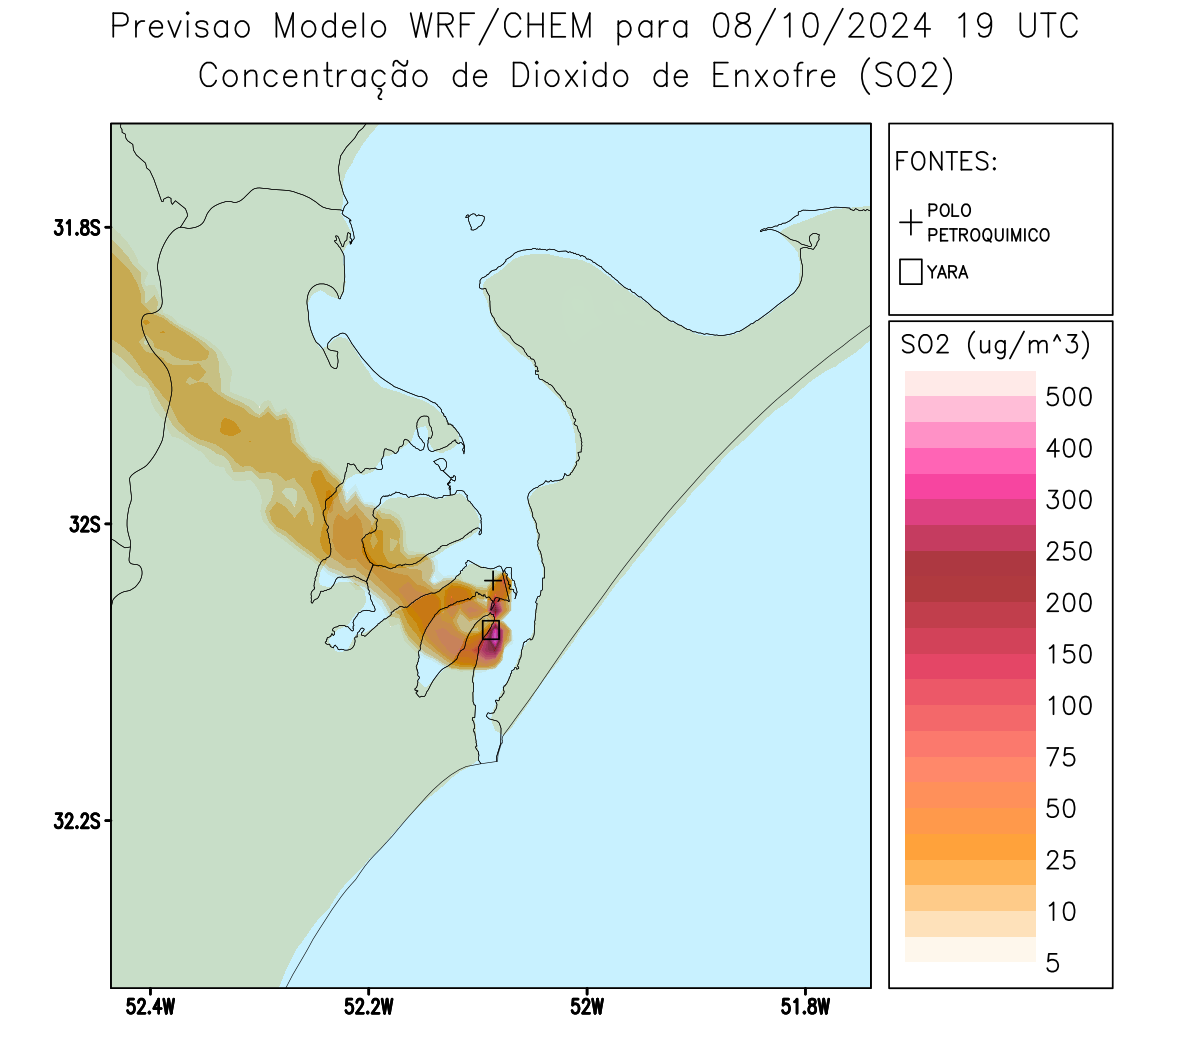 Previsao Modelo WRF/CHEM para 08/10/2024 19 UTC
Concentração de Dioxido de Enxofre (SO2)
FONTES:
POLO
PETROQUIMICO
YARA
31.8S
32S
32.2S
52.4W
52.2W
52W
51.8W
SO2 (ug/m^3)
500
400
300
250
200
150
100
75
50
25
10
5